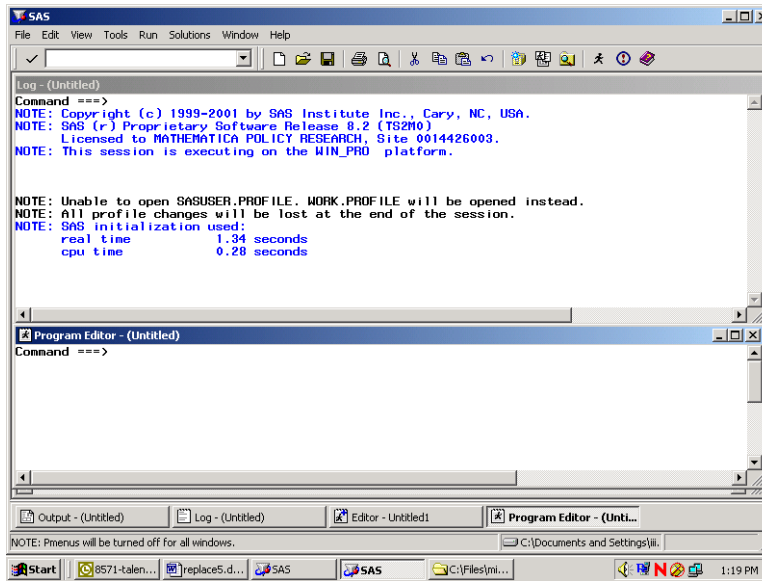 SAS
File Edit View Tools Run Solutions Window Help
Log - (Untitled)
Command ===>
NOTE: Copyright (c) 1999-2001 by SAS Institute Inc., Cary, NC, USA.
NOTE: SAS (r) Proprietary Software Release 8.2 (TS2M0)
Licensed to MATHEMATICA POLICY RESEARCH, Site 0014426003.
NOTE: This session is executing on the WIN_PRO platform.
NOTE: Unable to open SASUSER.PROFILE. WORK.PROFILE will be opened instead.
NOTE: All profile changes will be lost at the end of the session.
NOTE: SAS initialization used:
real time 1.34 seconds
cpu time 0.28 seconds
Program Editor - (Untitled)
Command ===>
Output - (Untitled) Log - (Untitled) Editor - Untitled1 Program Editor - (Unti...
NOTE: Pmenus will be turned off for all windows. C:\Documents and Settings\iii.
Start 8571-talen... replace5.d... SAS SAS C:\Files\mi... N 1:19 PM